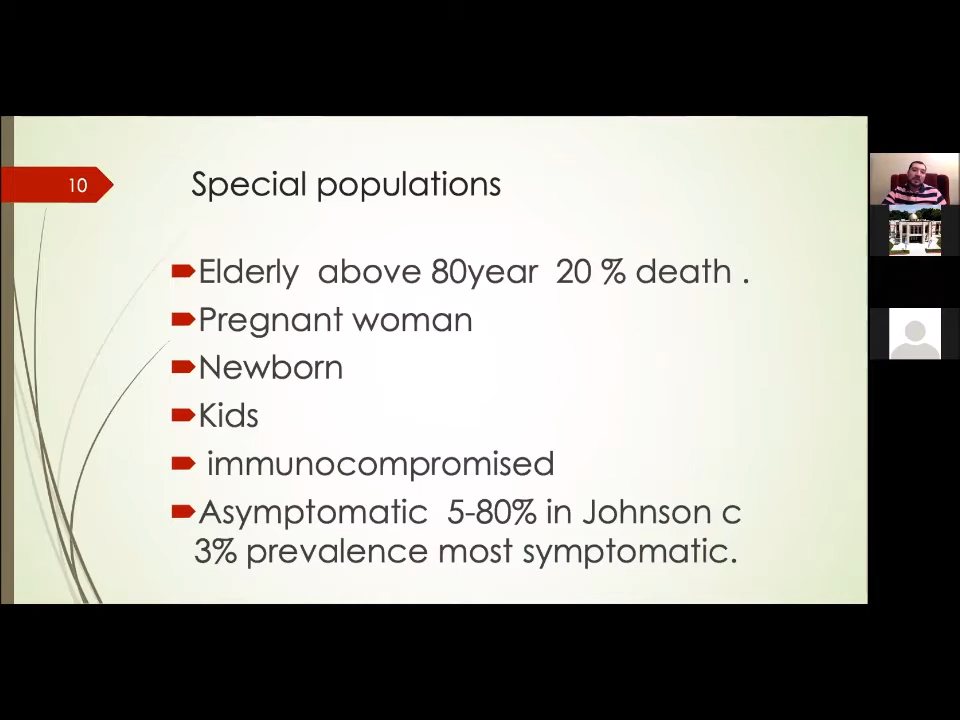 10
Special populations
Elderly above 80year 20 % death .
Pregnant woman
Newborn
Kids
immunocompromised
Asymptomatic 5-80% in Johnson c
3% prevalence most symptomatic.